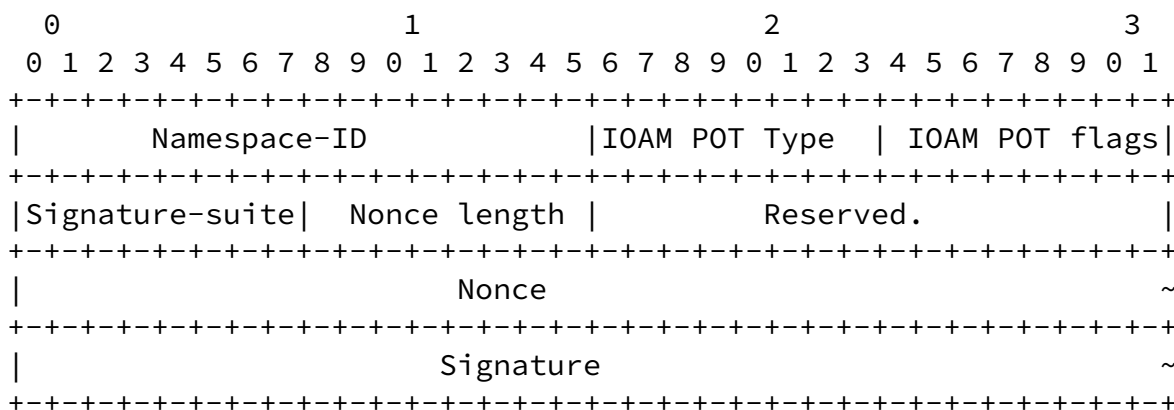 0                   1                   2                   3
 0 1 2 3 4 5 6 7 8 9 0 1 2 3 4 5 6 7 8 9 0 1 2 3 4 5 6 7 8 9 0 1
+-+-+-+-+-+-+-+-+-+-+-+-+-+-+-+-+-+-+-+-+-+-+-+-+-+-+-+-+-+-+-+-+
|       Namespace-ID            |IOAM POT Type  | IOAM POT flags|
+-+-+-+-+-+-+-+-+-+-+-+-+-+-+-+-+-+-+-+-+-+-+-+-+-+-+-+-+-+-+-+-+
|Signature-suite|  Nonce length |         Reserved.             |
+-+-+-+-+-+-+-+-+-+-+-+-+-+-+-+-+-+-+-+-+-+-+-+-+-+-+-+-+-+-+-+-+
|                        Nonce                                  ~
+-+-+-+-+-+-+-+-+-+-+-+-+-+-+-+-+-+-+-+-+-+-+-+-+-+-+-+-+-+-+-+-+
|                       Signature                               ~
+-+-+-+-+-+-+-+-+-+-+-+-+-+-+-+-+-+-+-+-+-+-+-+-+-+-+-+-+-+-+-+-+